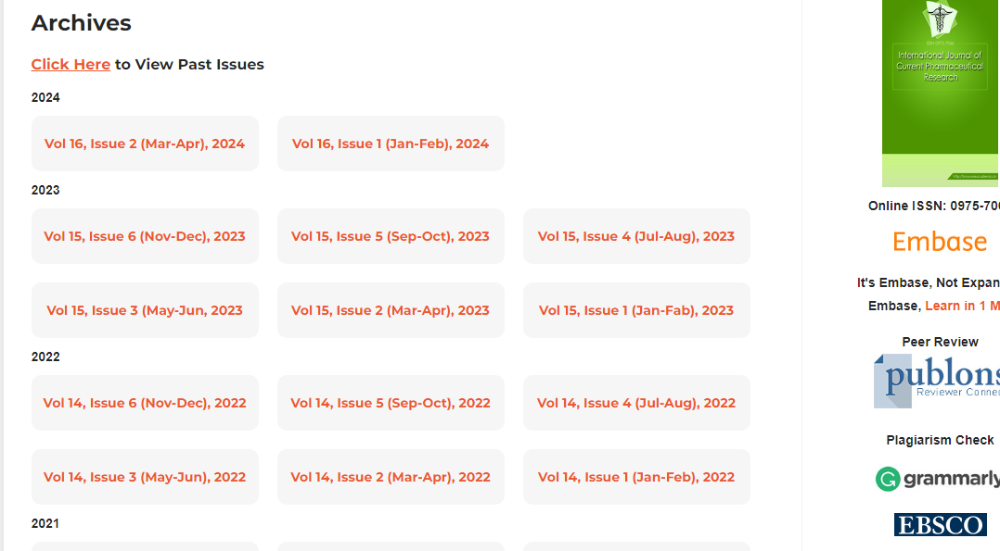 Archives
Click Here to View Past Issues
2024
Vol 16, Issue 2 (Mar-Apr), 2024
Vol 16, Issue 1 (Jan-Feb), 2024
2023
Vol 15, Issue 6 (Nov-Dec), 2023
Vol 15, Issue 5 (Sep-Oct), 2023
Vol 15, Issue 4 (Jul-Aug), 2023
Vol 15, Issue 3 (May-Jun, 2023
Vol 15, Issue 2 (Mar-Apr), 2023
Vol 15, Issue 1 (Jan-Fab), 2023
2022
Vol 14, Issue 6 (Nov-Dec), 2022
Vol 14, Issue 5 (Sep-Oct), 2022
Vol 14, Issue 4 (Jul-Aug), 2022
Vol 14, Issue 3 (May-Jun), 2022
Vol 14, Issue 2 (Mar-Apr), 2022
Vol 14, Issue 1 (Jan-Feb), 2022
2021
International Journal of
Current Pharmaceutical
Research
Online ISSN: 0975-706
Embase
It's Embase, Not Expan
Embase, Learn in 1 M
Peer Review
publons
Reviewer Connec
Plagiarism Check
grammarly
EBSCO